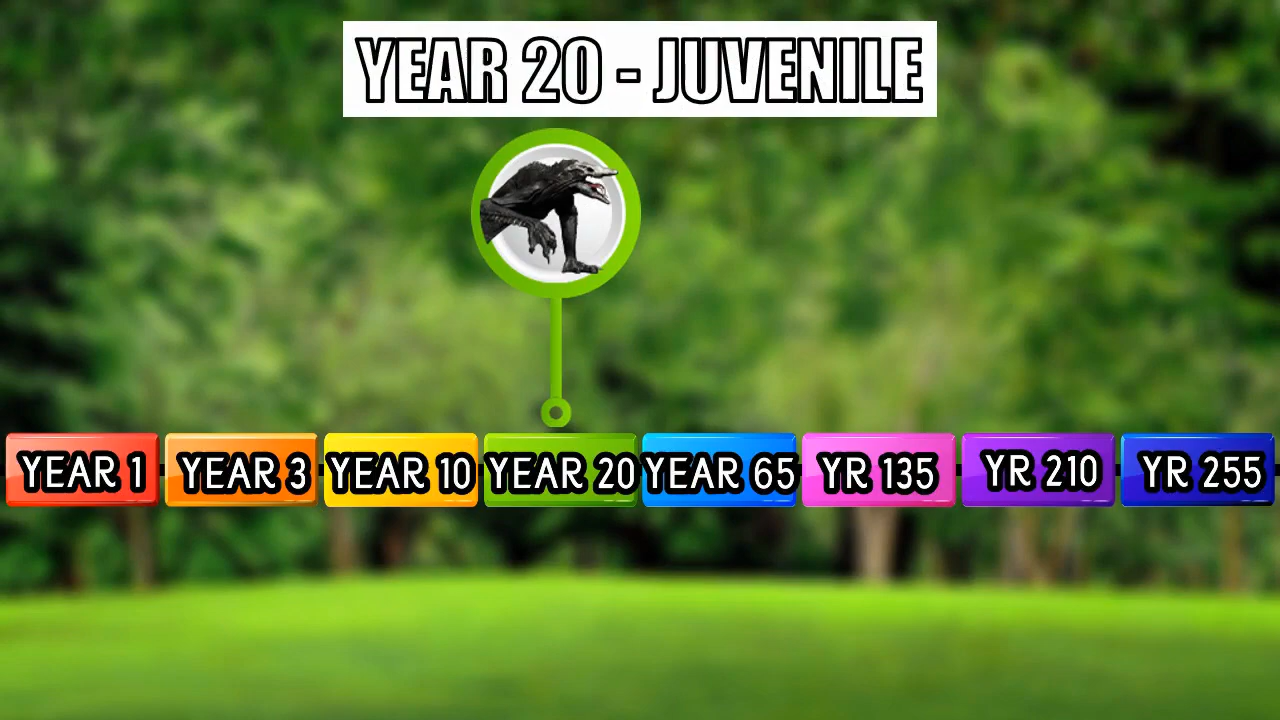 YEAR 20 - JUVENILE
YEAR 1
YEAR 3
YEAR 10
YEAR 20
YEAR 65
YR 135
YR 210
YR 255